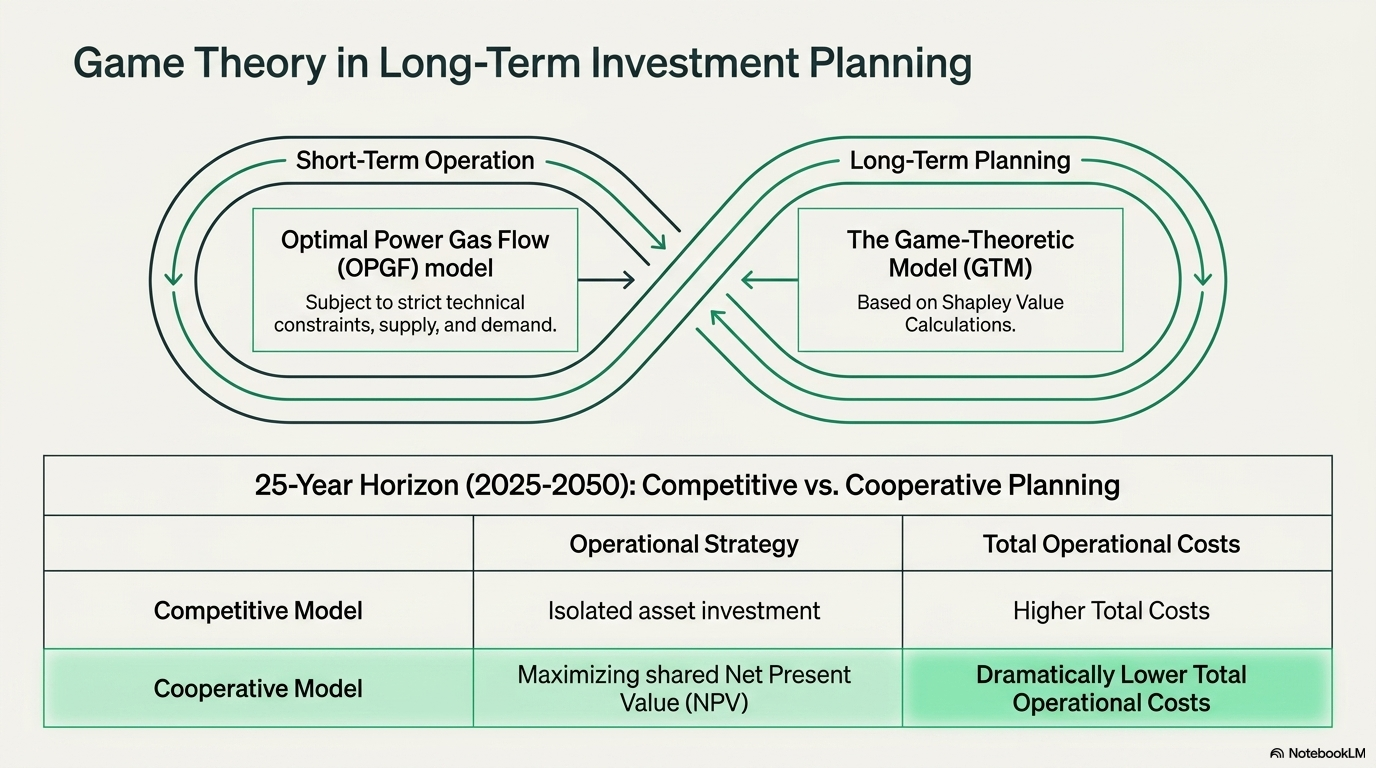 Game Theory in Long-Term Investment Planning
Short-Term Operation
Long-Term Planning
Optimal Power Gas Flow
(OPGF) model
Subject to strict technical
constraints, supply, and demand.
The Game-Theoretic
Model (GTM)
Based on Shapley Value
Calculations.
25-Year Horizon (2025-2050): Competitive vs. Cooperative Planning
Operational Strategy
Total Operational Costs
Competitive Model
Isolated asset investment
Higher Total Costs
Cooperative Model
Maximizing shared Net Present
Value (NPV)
Dramatically Lower Total
Operational Costs
NotebookLM